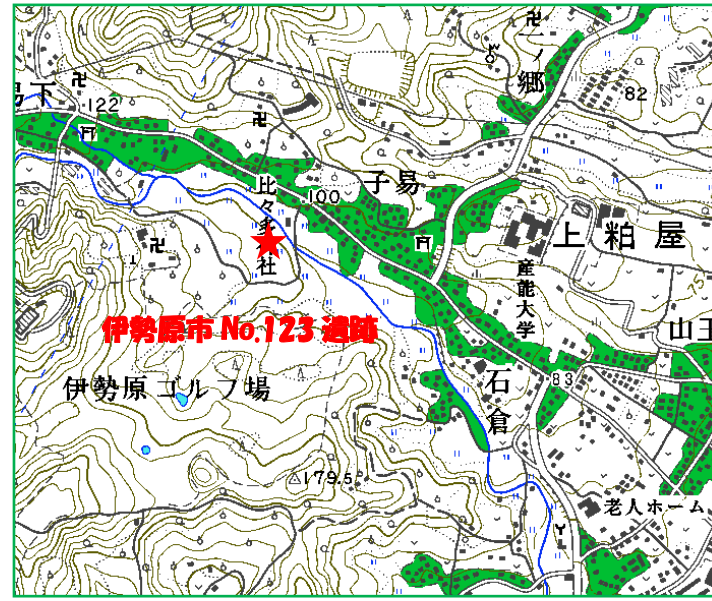 一ノ郷
82
易下
122
子易
比々多
社
100
上粕屋
産能大学
伊勢原市 No.123 遺跡
山王
伊勢原ゴルフ場
石倉
83
179.5
老人ホーム